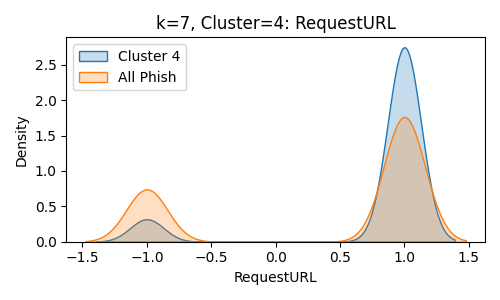 k=7, Cluster=4: RequestURL
Cluster 4
All Phish
Density
2.5
2.0
1.5
1.0
0.5
0.0
−1.5 −1.0 −0.5 0.0 0.5 1.0 1.5
RequestURL